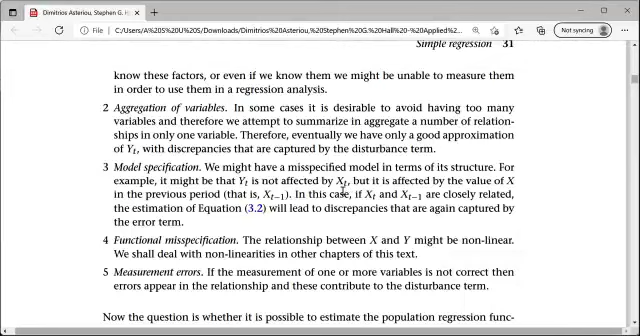 Dimitrios Asteriou, Stephen G. H
File
C:/Users/A%20S%20U%20S/Downloads/Dimitrios%20Asteriou,%20Stephen%20G.%20Hall%20-%20Applied%2...
Not syncing
Simple regression 31
know these factors, or even if we know them we might be unable to measure them
in order to use them in a regression analysis.
2 Aggregation of variables. In some cases it is desirable to avoid having too many
variables and therefore we attempt to summarize in aggregate a number of relation-
ships in only one variable. Therefore, eventually we have only a good approximation
of Yt, with discrepancies that are captured by the disturbance term.
3 Model specification. We might have a misspecified model in terms of its structure. For
example, it might be that Yt is not affected by Xt, but it is affected by the value of X
in the previous period (that is, Xt−1). In this case, if Xt and Xt−1 are closely related,
the estimation of Equation (3.2) will lead to discrepancies that are again captured by
the error term.
4 Functional misspecification. The relationship between X and Y might be non-linear.
We shall deal with non-linearities in other chapters of this text.
5 Measurement errors. If the measurement of one or more variables is not correct then
errors appear in the relationship and these contribute to the disturbance term.
Now the question is whether it is possible to estimate the population regression func-